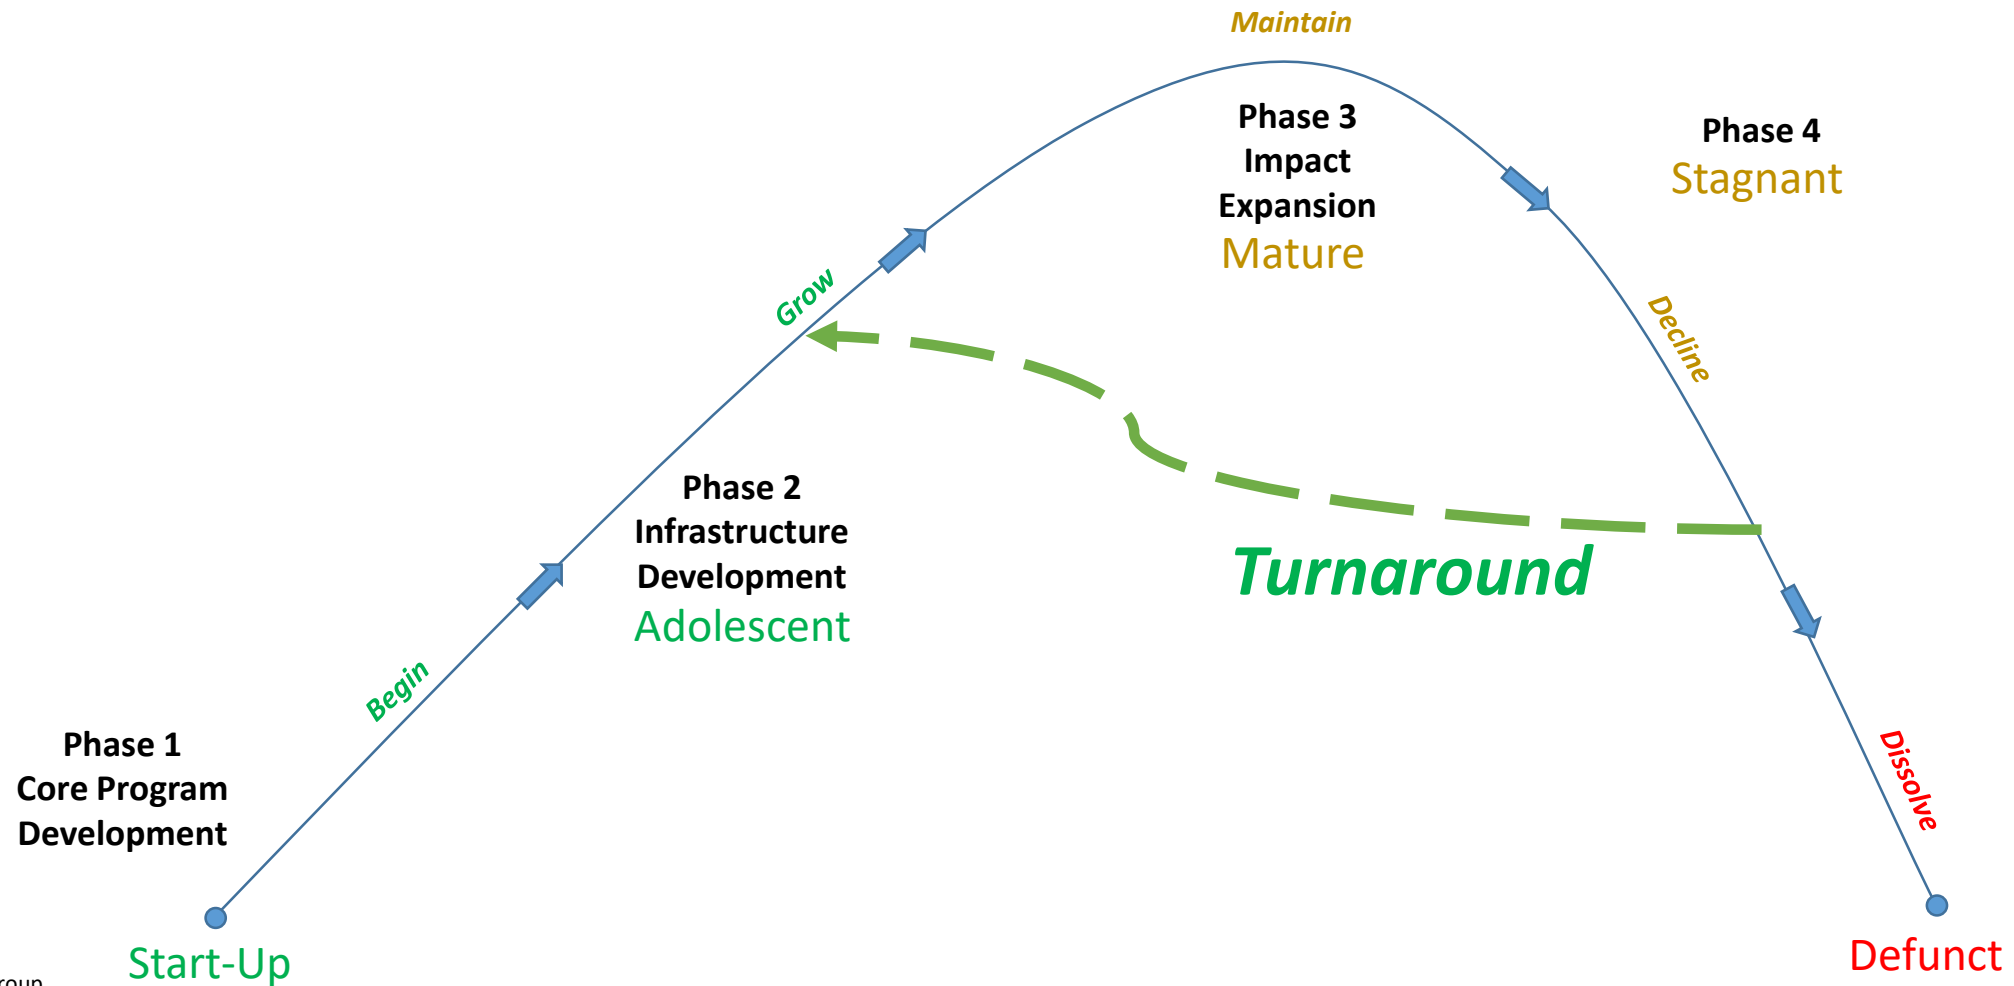 Maintain
Phase 3
Impact
Expansion
Mature
Phase 4
Stagnant
Grow
Decline
Phase 2
Infrastructure
Development
Adolescent
Turnaround
Begin
Phase 1
Core Program
Development
Dissolve
Start-Up
Defunct